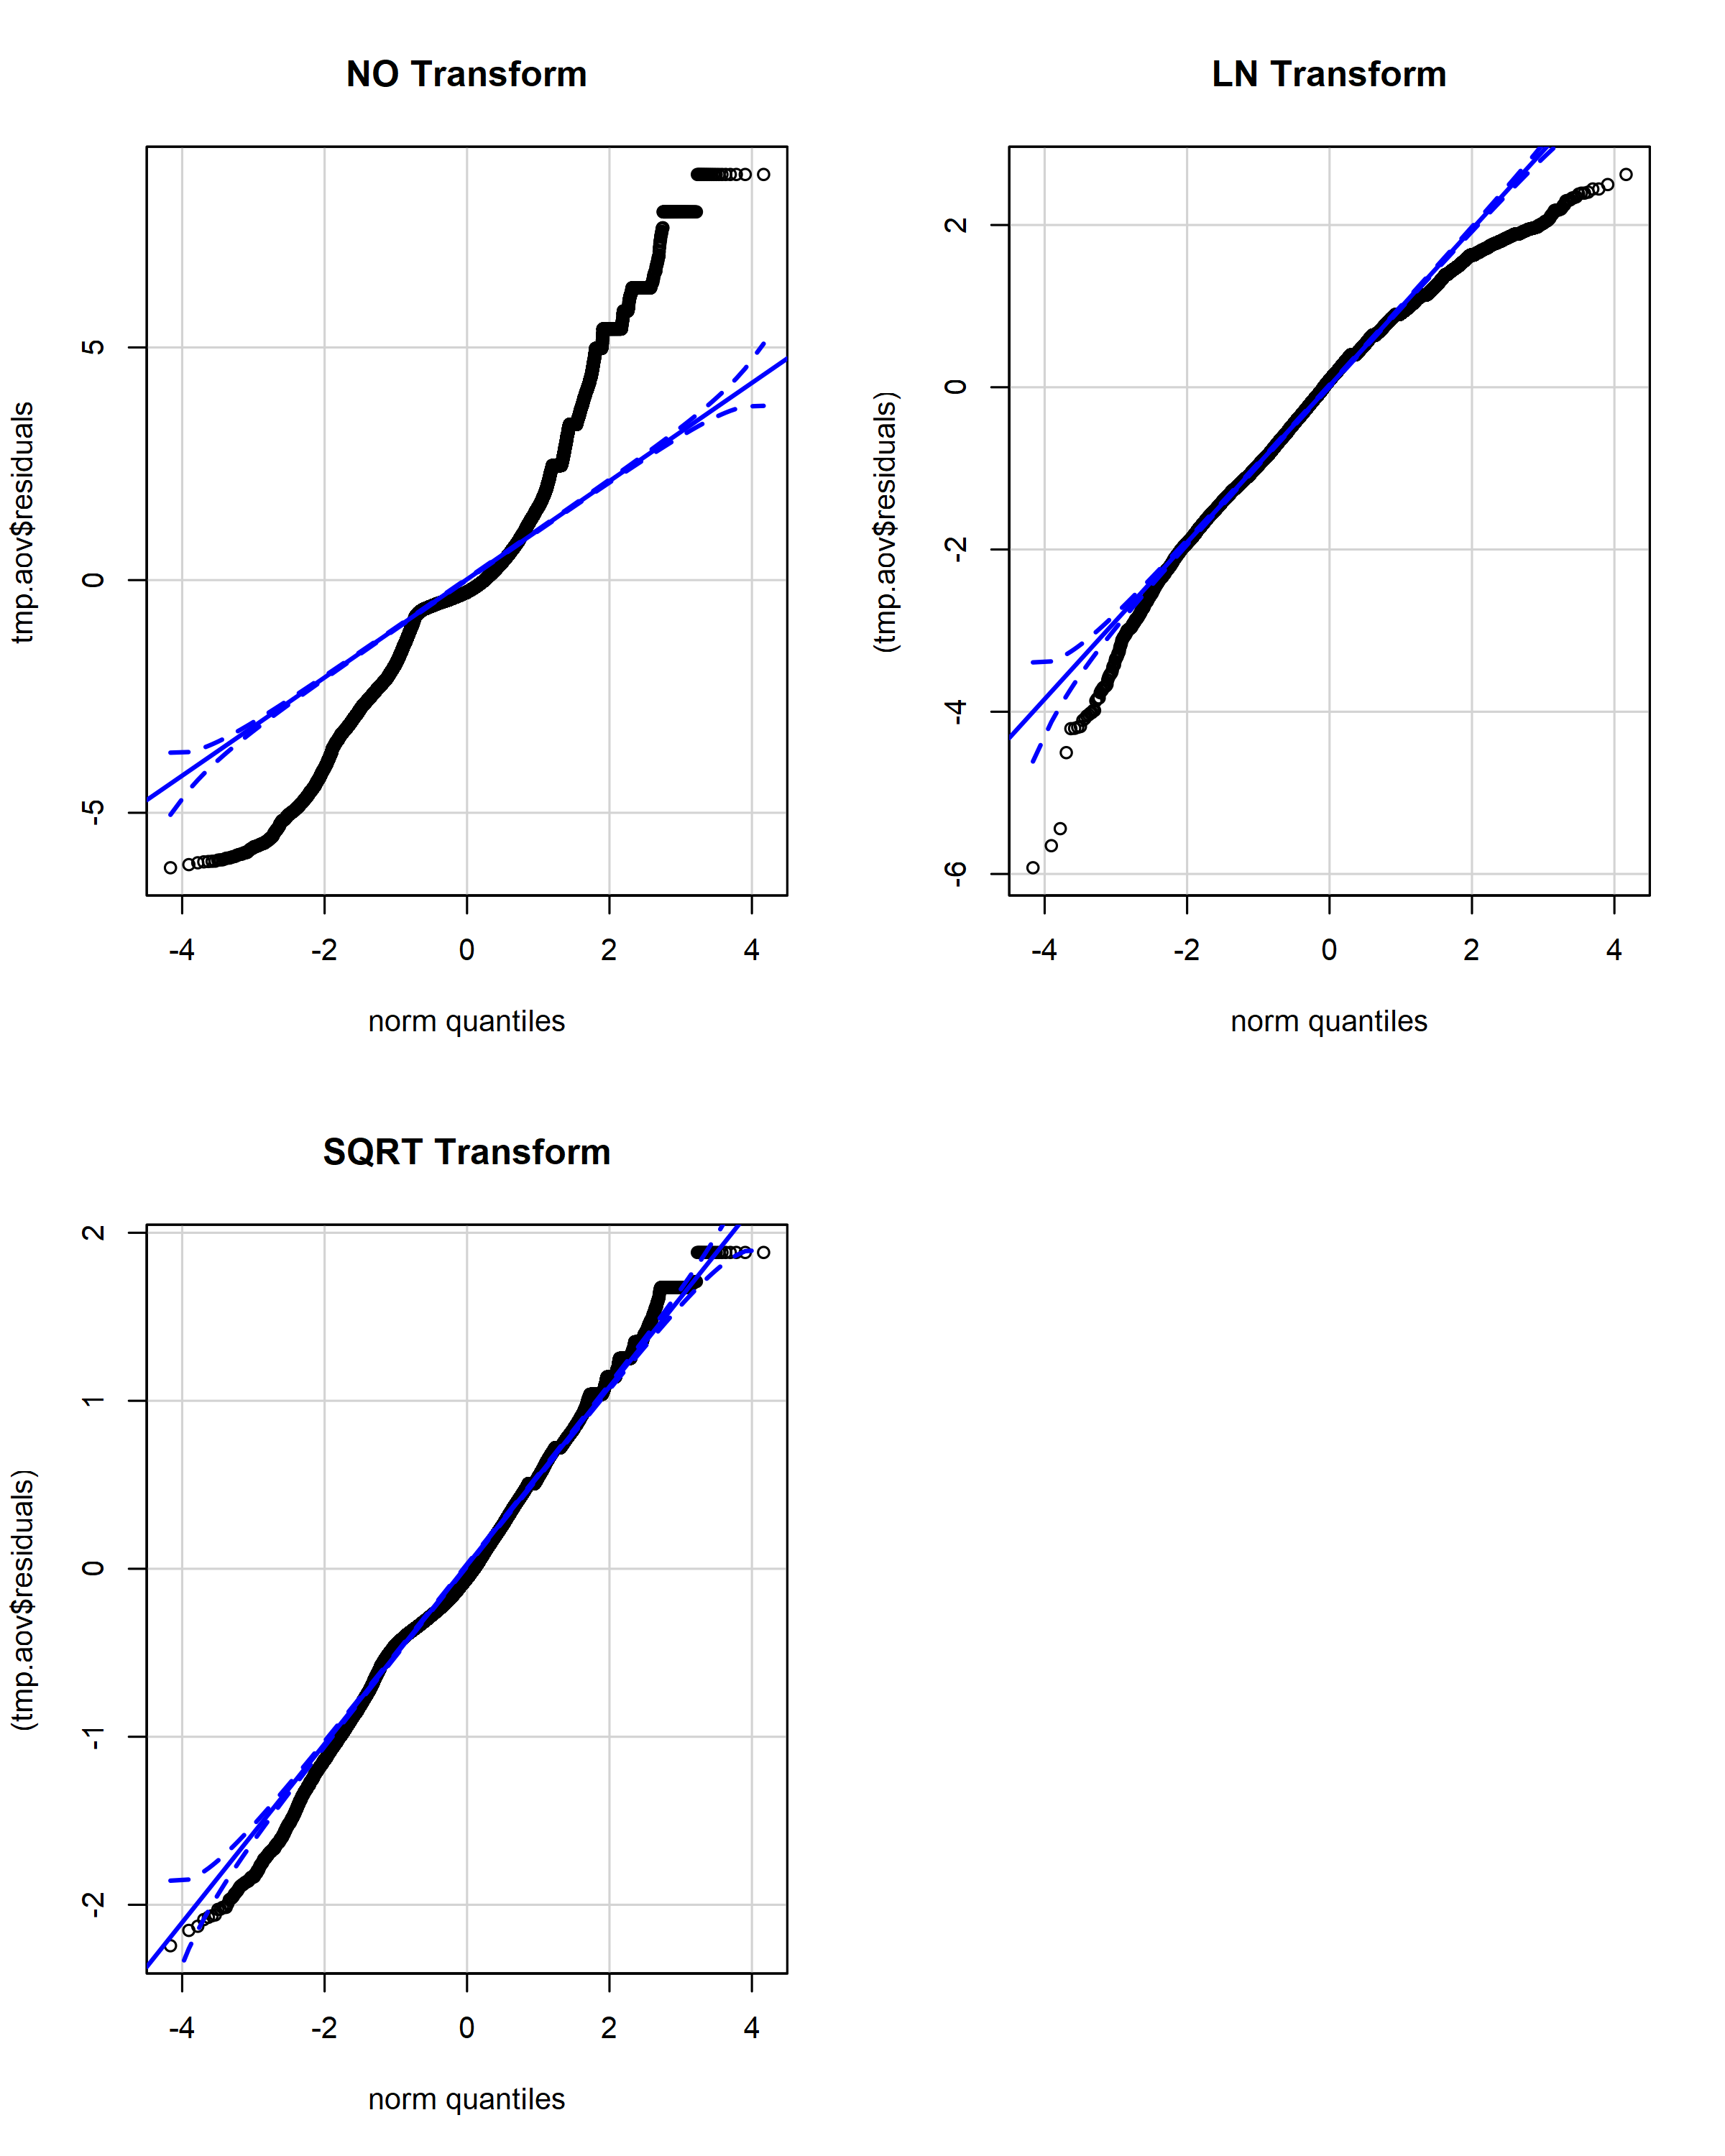 NO Transform
tmp.aov$residuals
5
0
-5
-4 -2 0 2 4
norm quantiles
LN Transform
(tmp.aov$residuals)
2
0
-2
-4
-6
-4 -2 0 2 4
norm quantiles
SQRT Transform
(tmp.aov$residuals)
2
1
0
-1
-2
-4 -2 0 2 4
norm quantiles